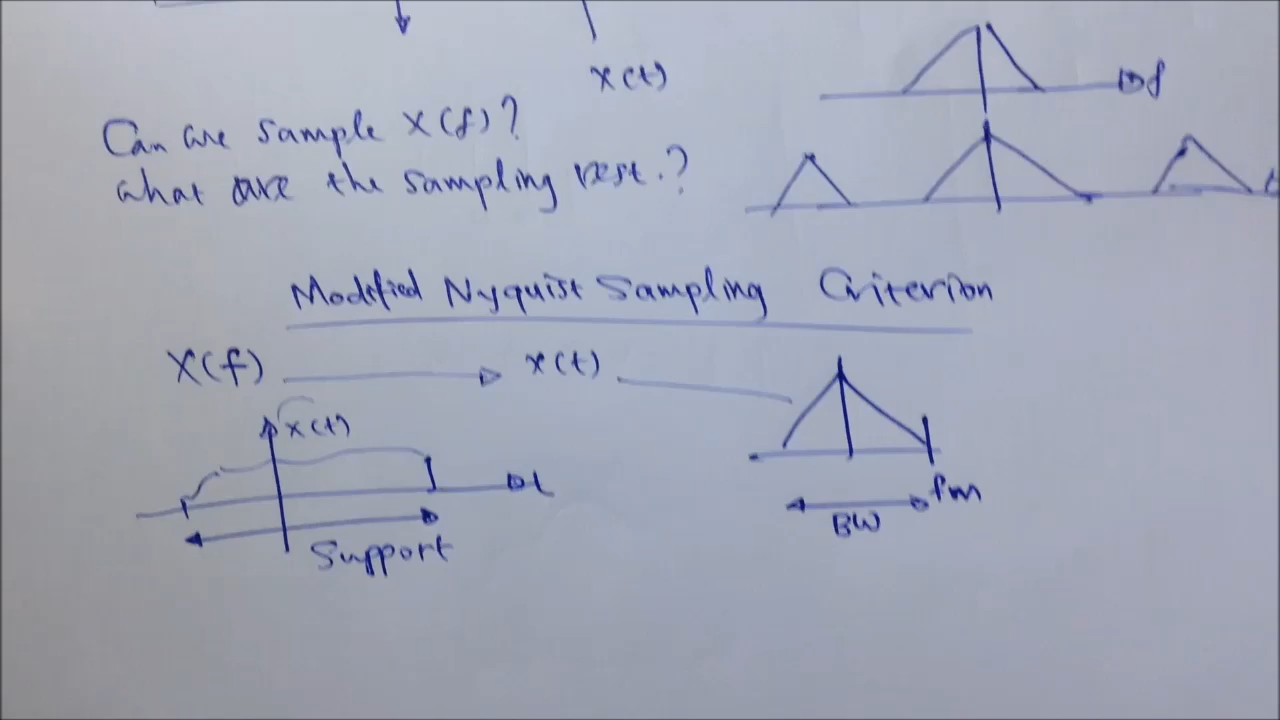 x(t)
f
Can we sample X(f)?
what are the sampling rest.?
Modified Nyquist Sampling Criterion
X(f) x(t)
x(t)
t
fm
BW
Support